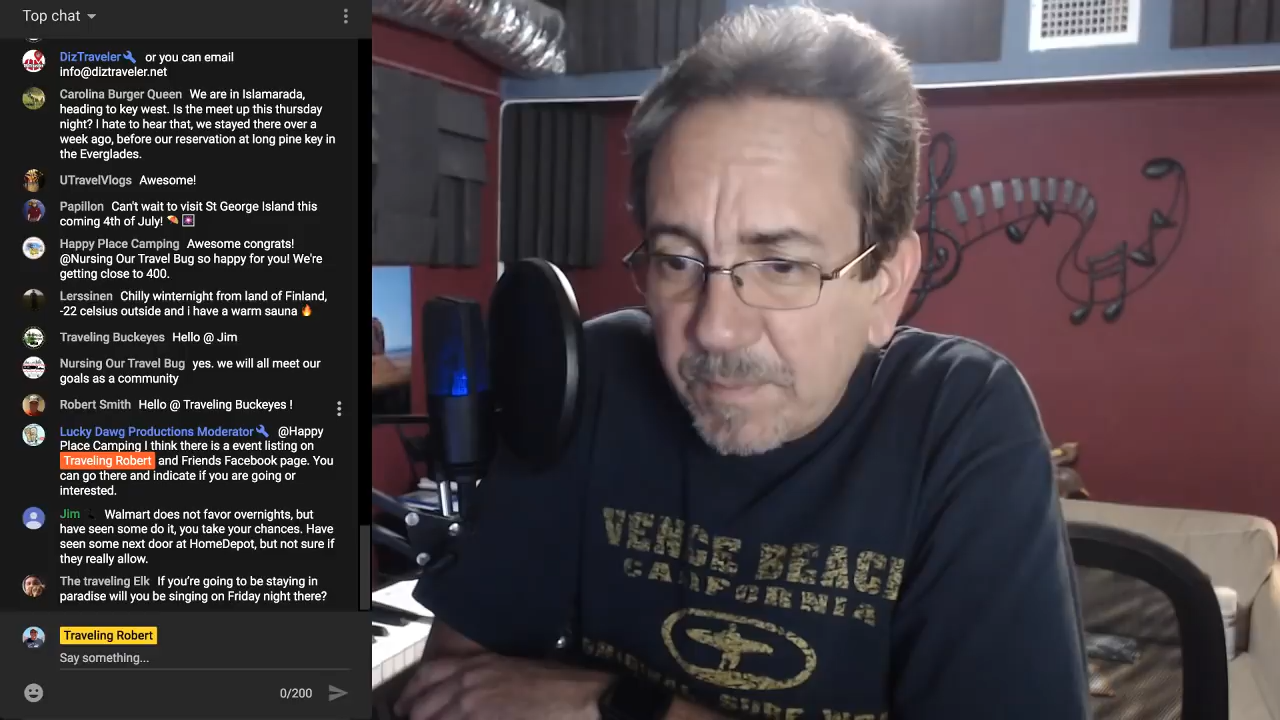 Top chat
DizTraveler or you can email
info@diztraveler.net
Carolina Burger Queen We are in Islamarada,
heading to key west. Is the meet up this thursday
night? I hate to hear that, we stayed there over a
week ago, before our reservation at long pine key in
the Everglades.
UTravelVlogs Awesome!
Papillon Can't wait to visit St George Island this
coming 4th of July!
Happy Place Camping Awesome congrats!
@Nursing Our Travel Bug so happy for you! We're
getting close to 400.
Lerssinen Chilly winternight from land of Finland,
-22 celsius outside and i have a warm sauna
Traveling Buckeyes Hello @ Jim
Nursing Our Travel Bug yes. we will all meet our
goals as a community
Robert Smith Hello @ Traveling Buckeyes !
Lucky Dawg Productions Moderator @Happy
Place Camping I think there is a event listing on
Traveling Robert and Friends Facebook page. You
can go there and indicate if you are going or
interested.
Jim Walmart does not favor overnights, but
have seen some do it, you take your chances. Have
seen some next door at HomeDepot, but not sure if
they really allow.
The traveling Elk If you're going to be staying in
paradise will you be singing on Friday night there?
Traveling Robert
Say something...
0/200
VENCE BEACH
CALIFORNIA
ORIGINAL SURF